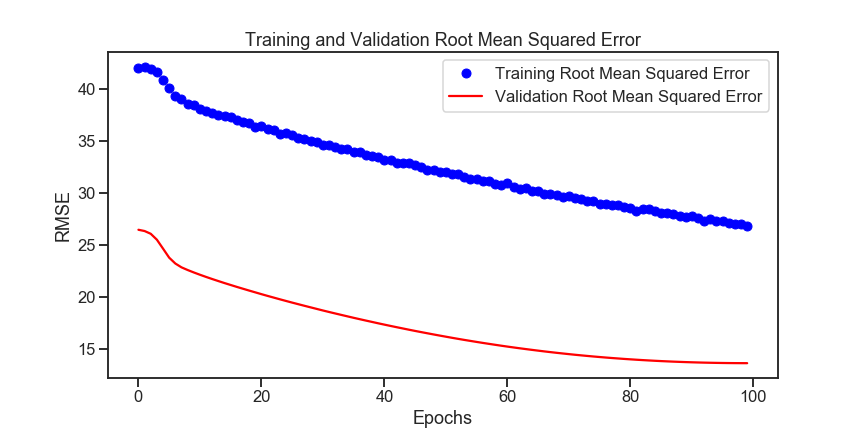 Training and Validation Root Mean Squared Error
Training Root Mean Squared Error
Validation Root Mean Squared Error
RMSE
40
35
30
25
20
15
0 20 40 60 80 100
Epochs